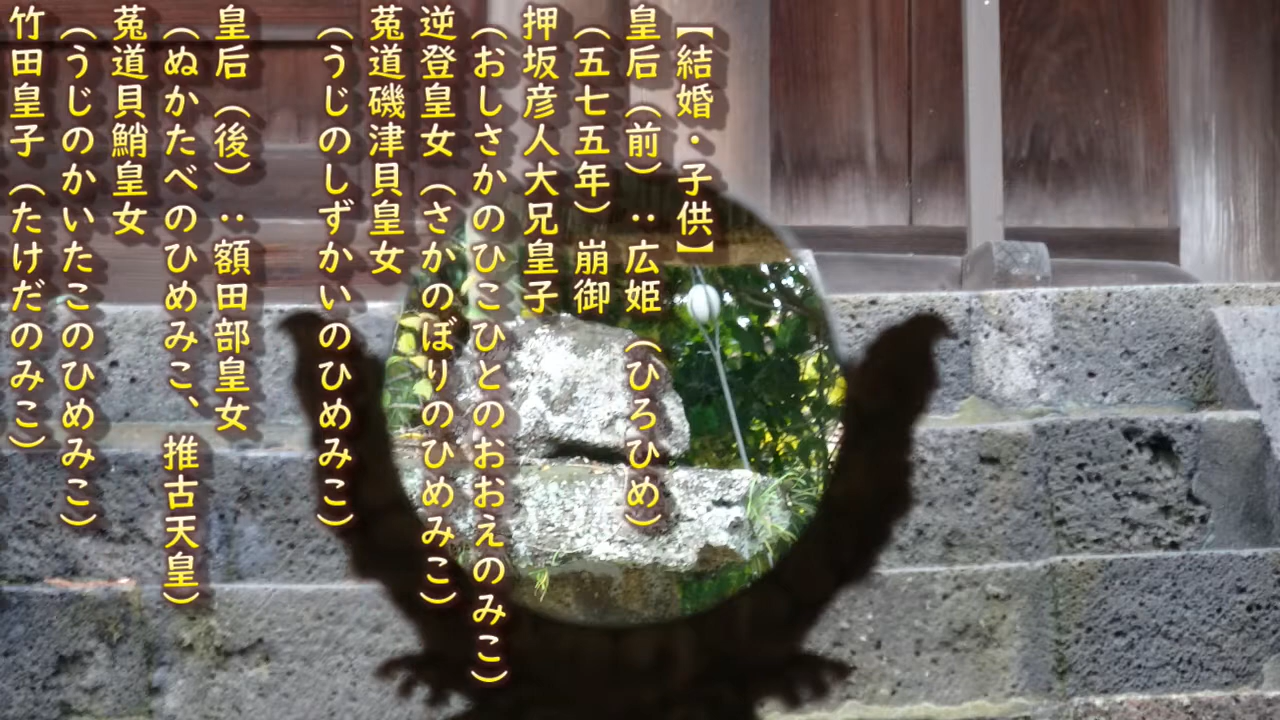 【結婚・子供】
皇后（前）：広姫（ひろひめ）
（五七五年）崩御
押坂彦人大兄皇子
（おしさかのひこひとのおおえのみこ）
逆登皇女（さかのぼりのひめみこ）
菟道磯津貝皇女
（うじのしずかいのひめみこ）
皇后（後）：額田部皇女
（ぬかたべのひめみこ、推古天皇）
菟道貝鮹皇女
（うじのかいたこのひめみこ）
竹田皇子（たけだのみこ）